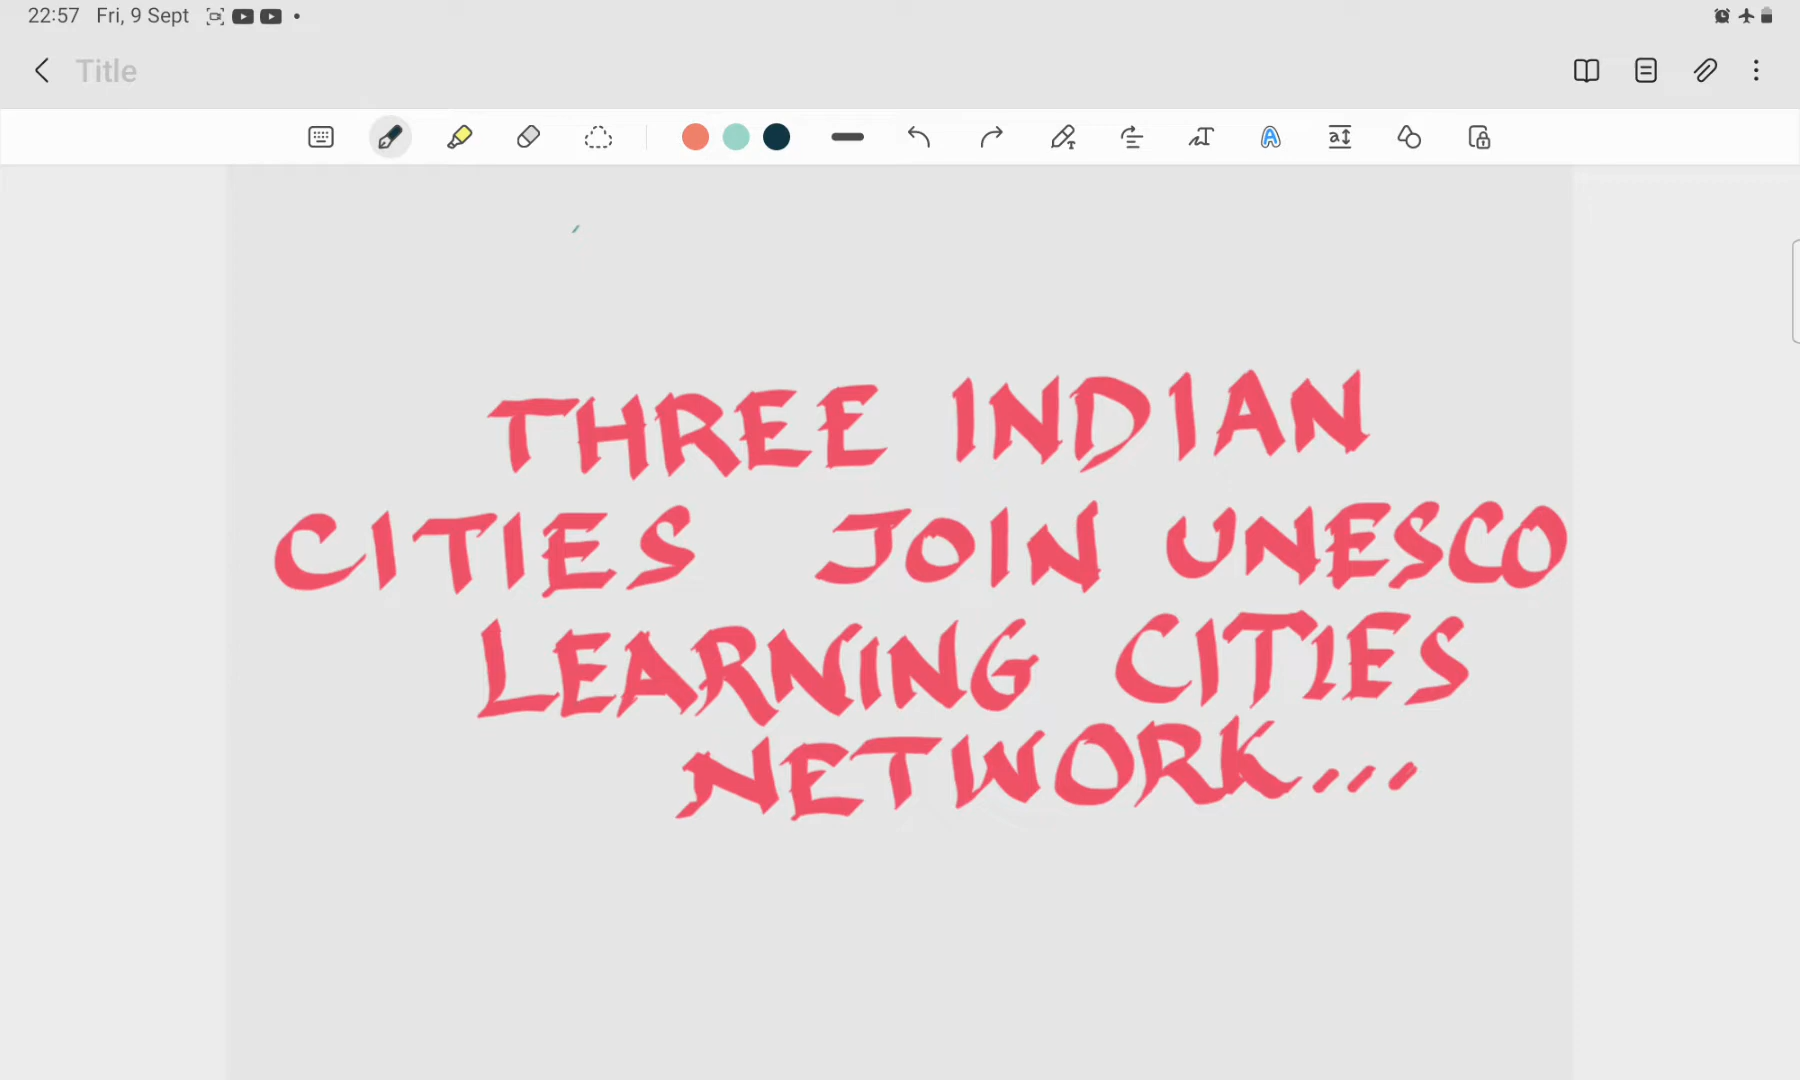 22:57 Fri, 9 Sept
Title
THREE INDIAN
CITIES JOIN UNESCO
LEARNING CITIES
NETWORK...